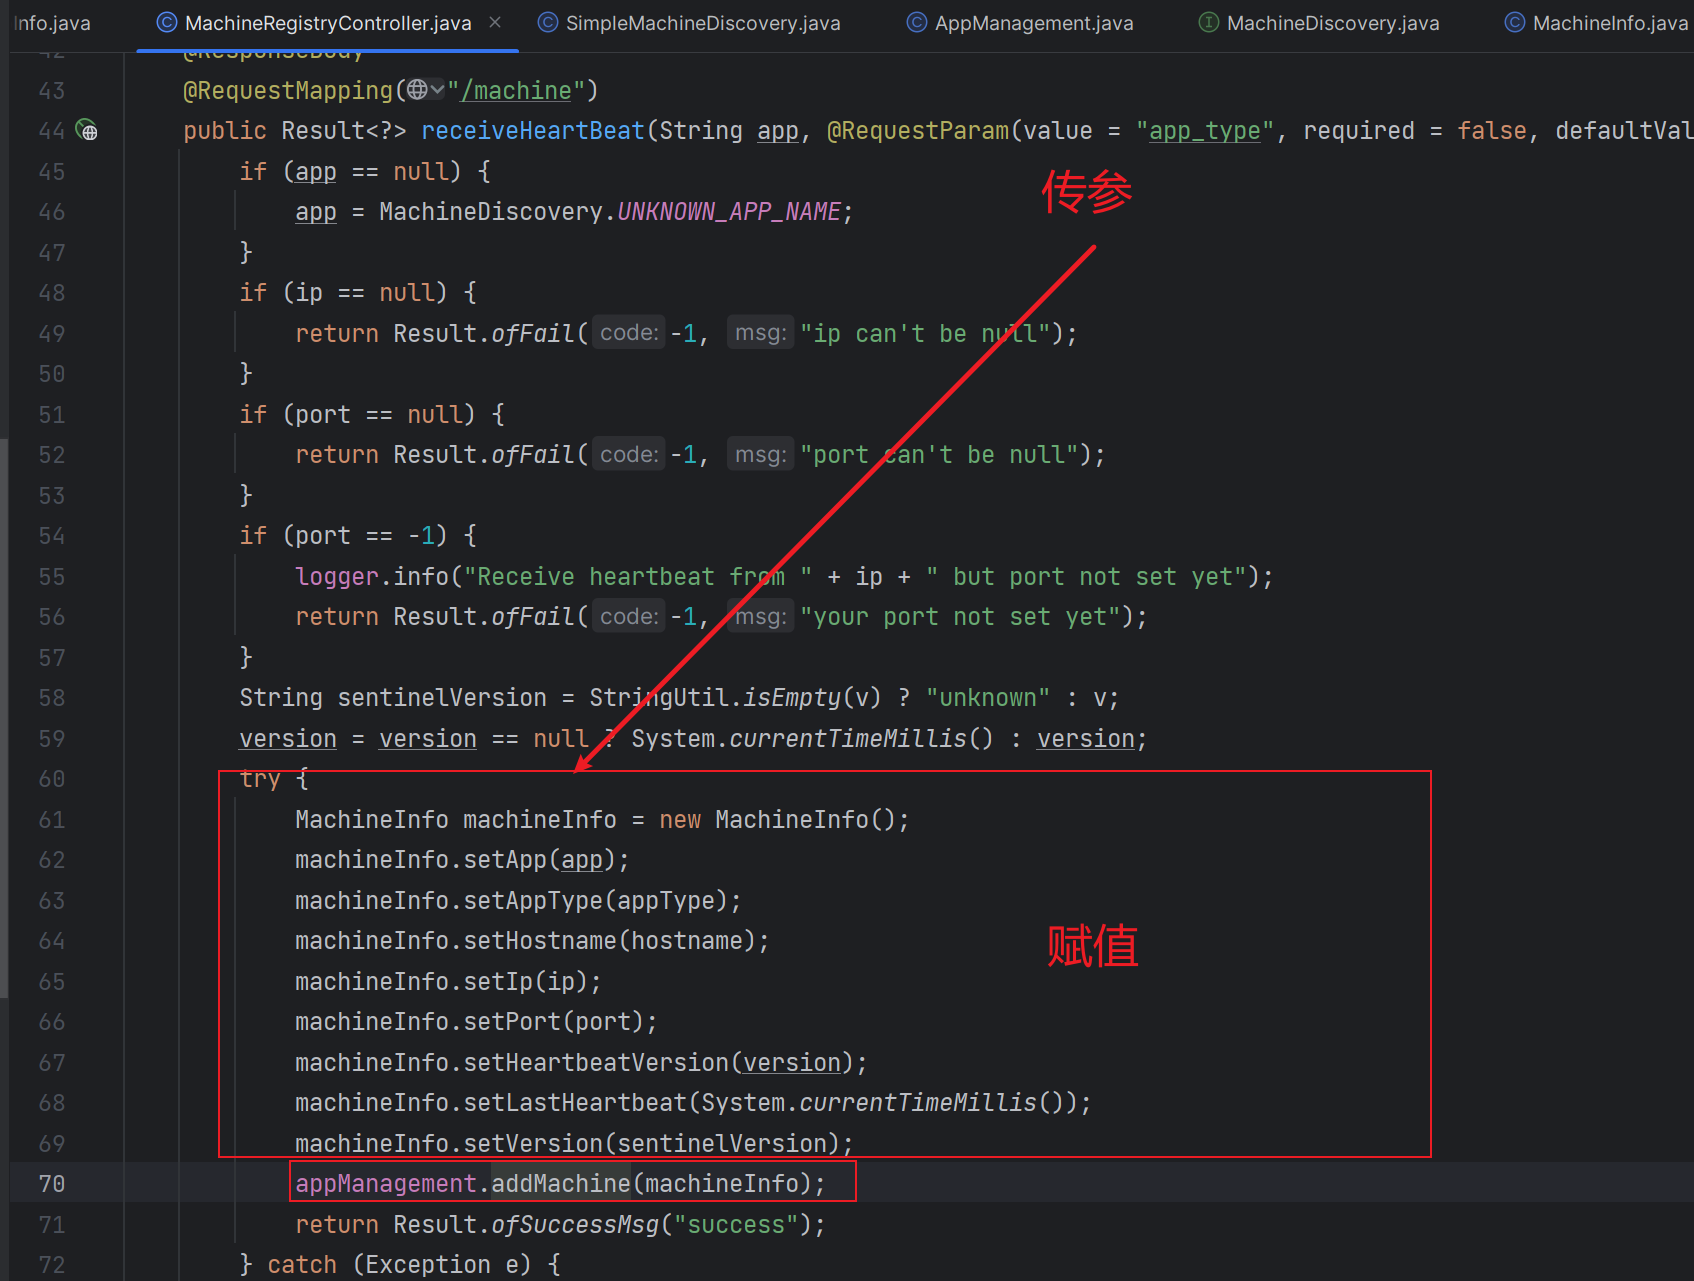 Info.java MachineRegistryController.java SimpleMachineDiscovery.java AppManagement.java MachineDiscovery.java MachineInfo.java
42 @ResponseBody
43 @RequestMapping("/machine")
44 public Result<?> receiveHeartBeat(String app, @RequestParam(value = "app_type", required = false, defaultVal
45 if (app == null) {
传参
46 app = MachineDiscovery.UNKNOWN_APP_NAME;
47 }
48 if (ip == null) {
49 return Result.ofFail( code: -1, msg: "ip can't be null");
50 }
51 if (port == null) {
52 return Result.ofFail( code: -1, msg: "port can't be null");
53 }
54 if (port == -1) {
55 logger.info("Receive heartbeat from " + ip + " but port not set yet");
56 return Result.ofFail( code: -1, msg: "your port not set yet");
57 }
58 String sentinelVersion = StringUtil.isEmpty(v) ? "unknown" : v;
59 version = version == null ? System.currentTimeMillis() : version;
60 try {
61 MachineInfo machineInfo = new MachineInfo();
62 machineInfo.setApp(app);
63 machineInfo.setAppType(appType);
64 machineInfo.setHostname(hostname);
赋值
65 machineInfo.setIp(ip);
66 machineInfo.setPort(port);
67 machineInfo.setHeartbeatVersion(version);
68 machineInfo.setLastHeartbeat(System.currentTimeMillis());
69 machineInfo.setVersion(sentinelVersion);
70 appManagement.addMachine(machineInfo);
71 return Result.ofSuccessMsg("success");
72 } catch (Exception e) {